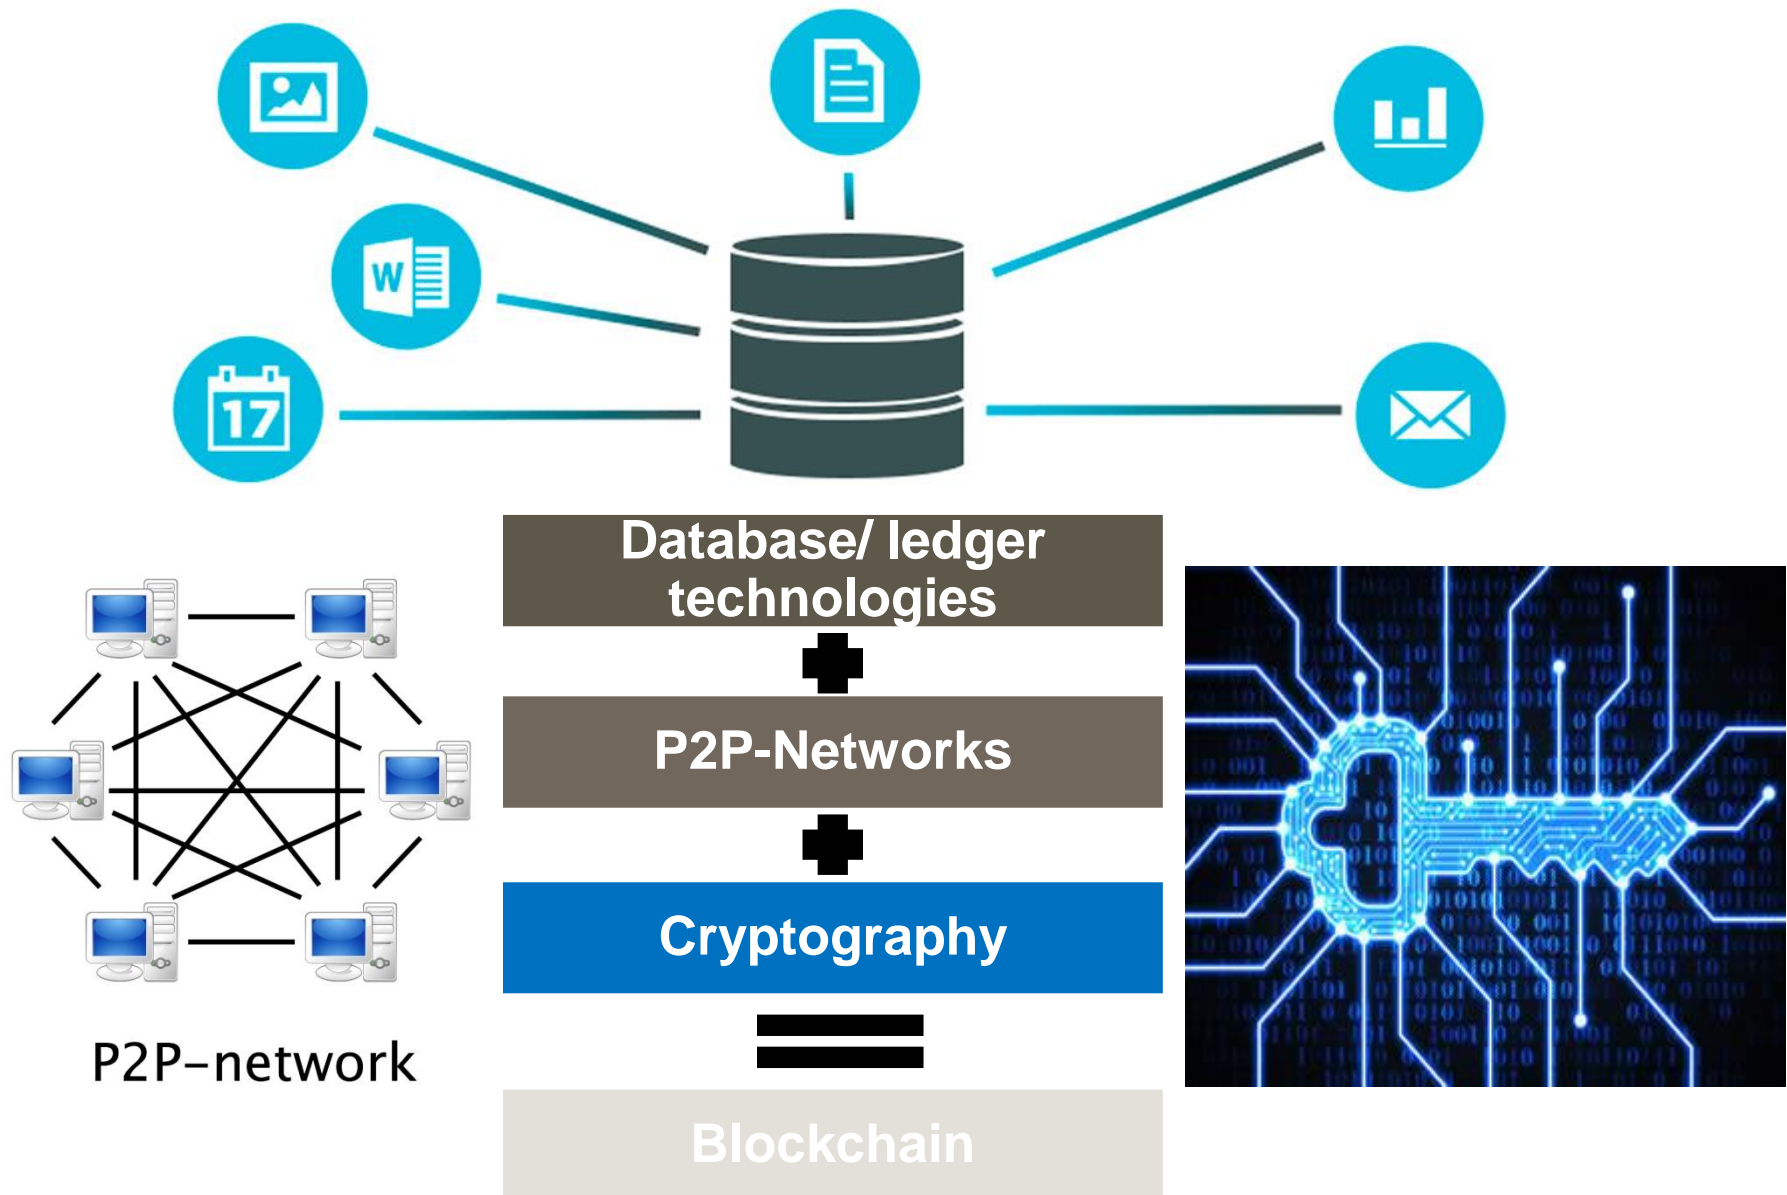 W
17
Database/ ledger
technologies
P2P-Networks
Cryptography
P2P-network
Blockchain